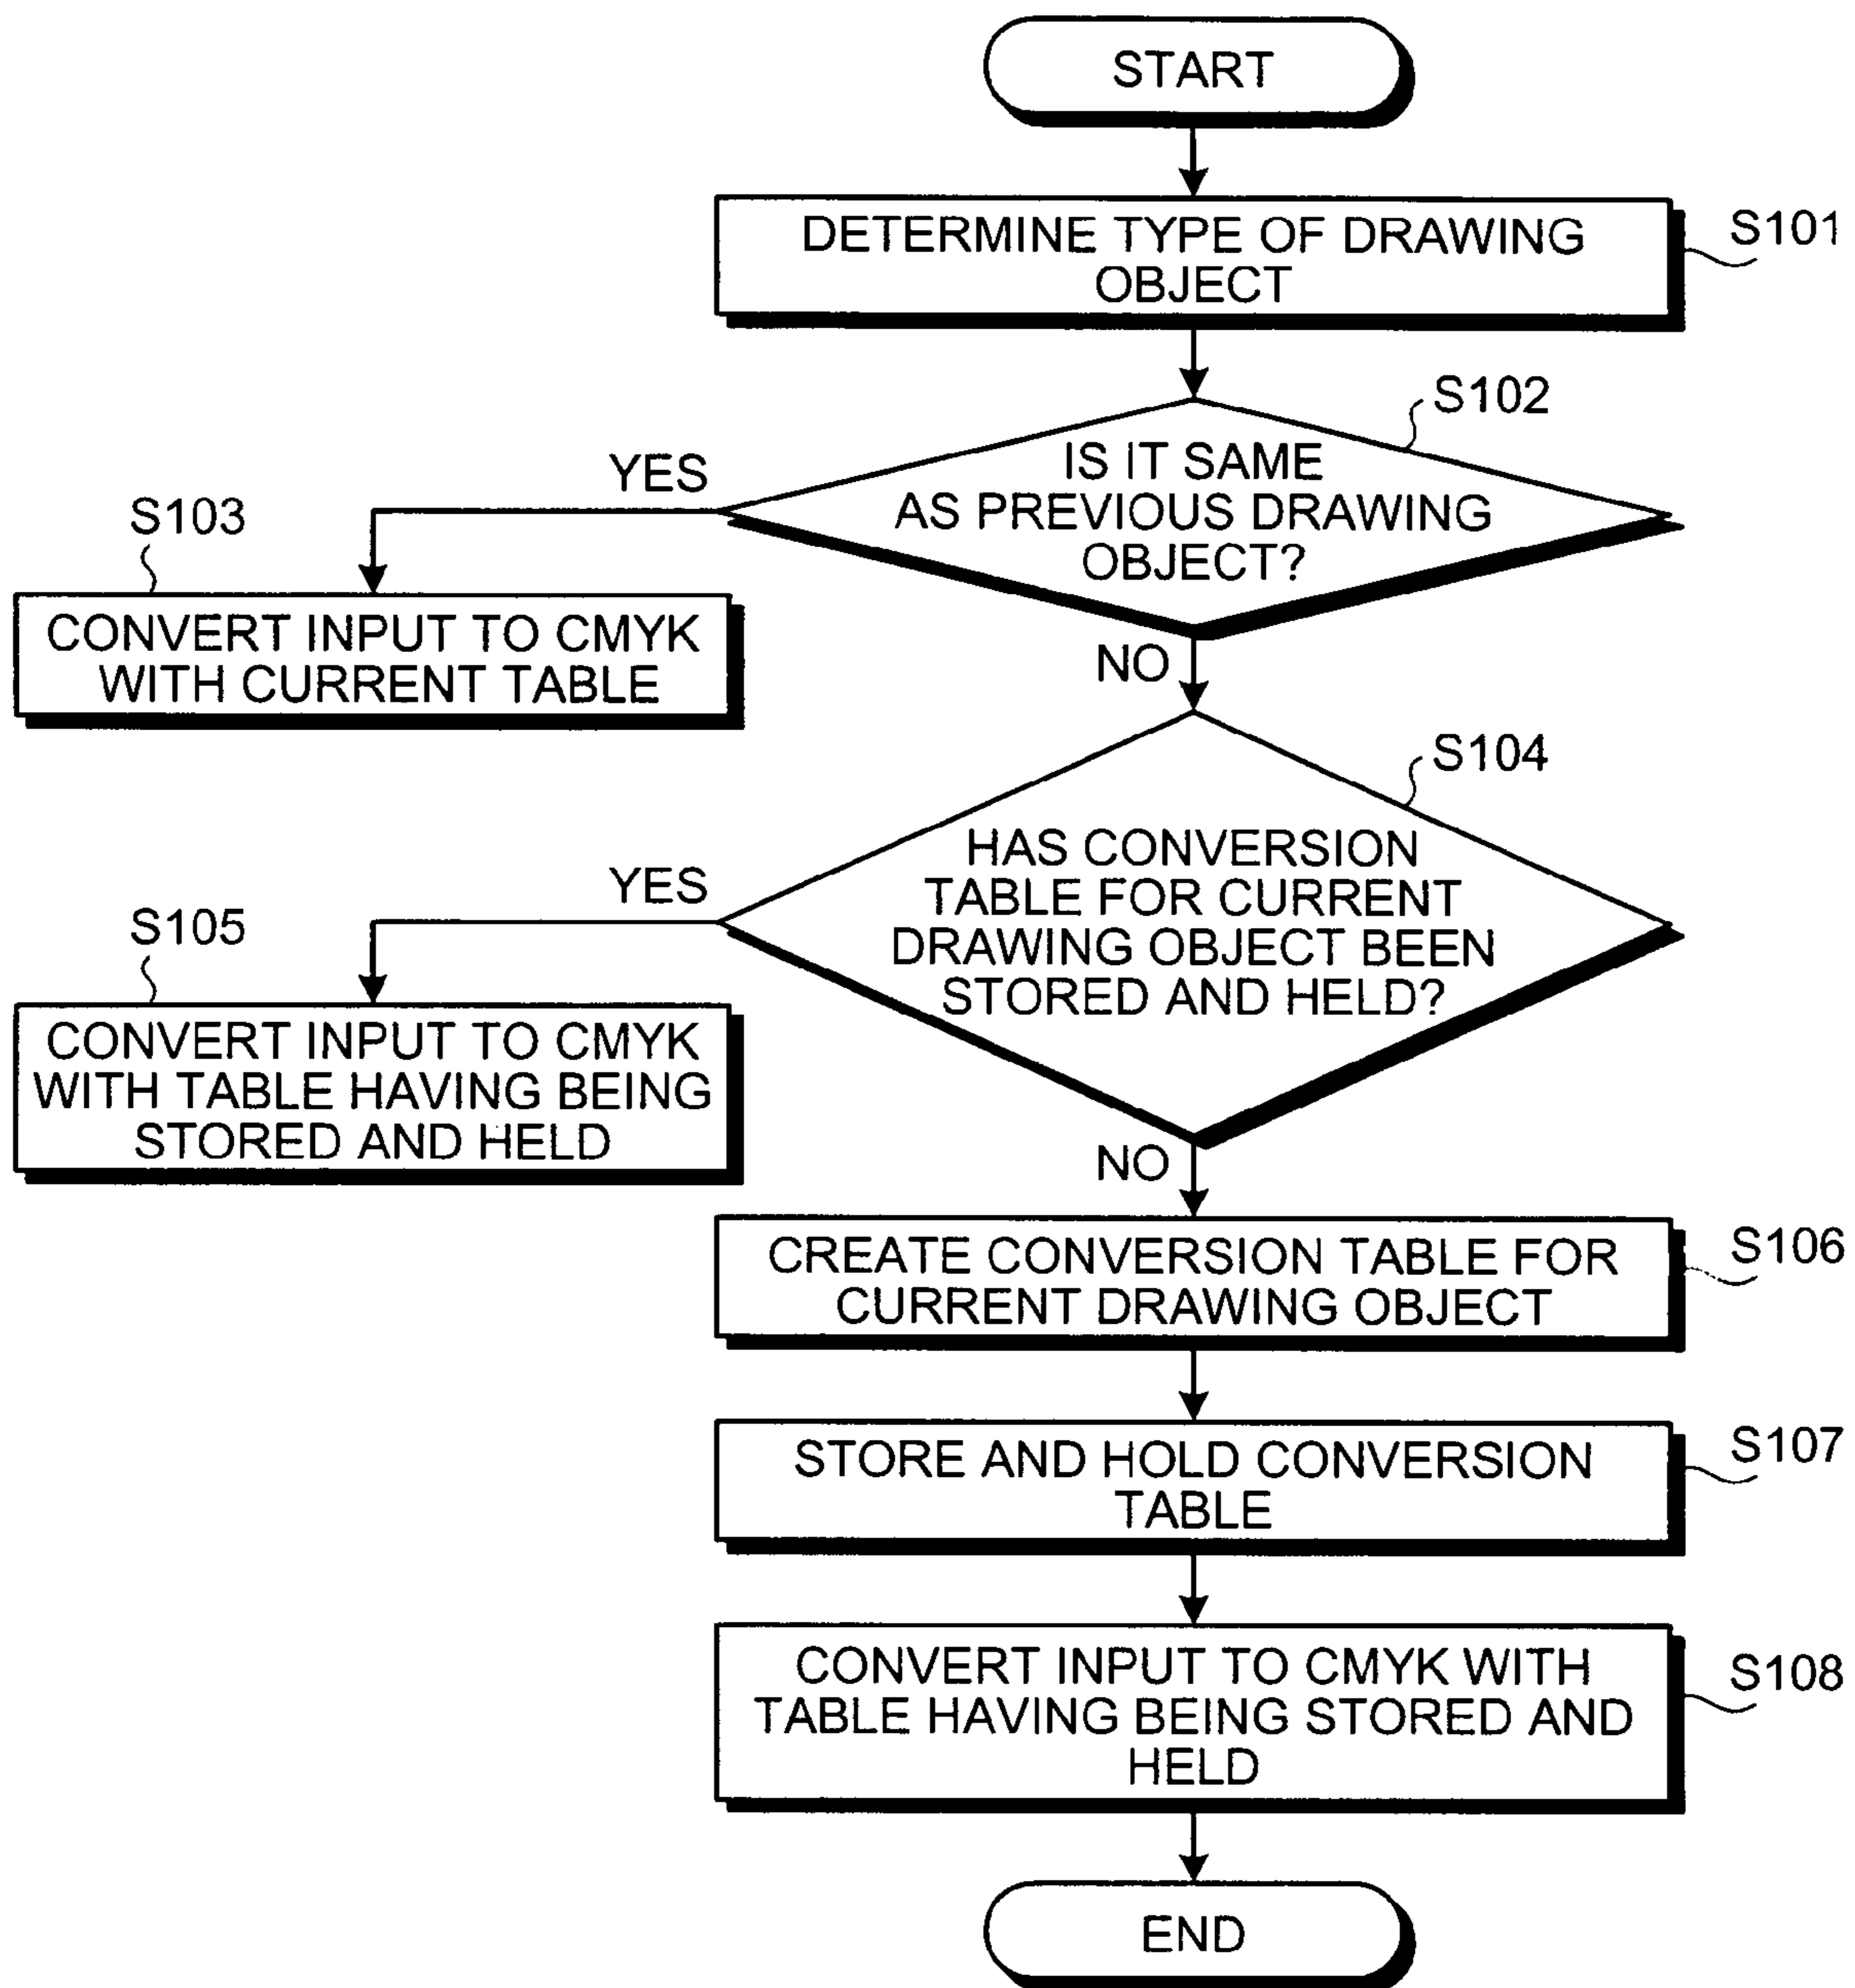 START
DETERMINE TYPE OF DRAWING
OBJECT
S101
S102
IS IT SAME
AS PREVIOUS DRAWING
OBJECT?
YES
S103
CONVERT INPUT TO CMYK
WITH CURRENT TABLE
NO
S104
HAS CONVERSION
TABLE FOR CURRENT
DRAWING OBJECT BEEN
STORED AND HELD?
YES
S105
CONVERT INPUT TO CMYK
WITH TABLE HAVING BEING
STORED AND HELD
NO
CREATE CONVERSION TABLE FOR
CURRENT DRAWING OBJECT
S106
STORE AND HOLD CONVERSION
TABLE
S107
CONVERT INPUT TO CMYK WITH
TABLE HAVING BEING STORED AND
HELD
S108
END